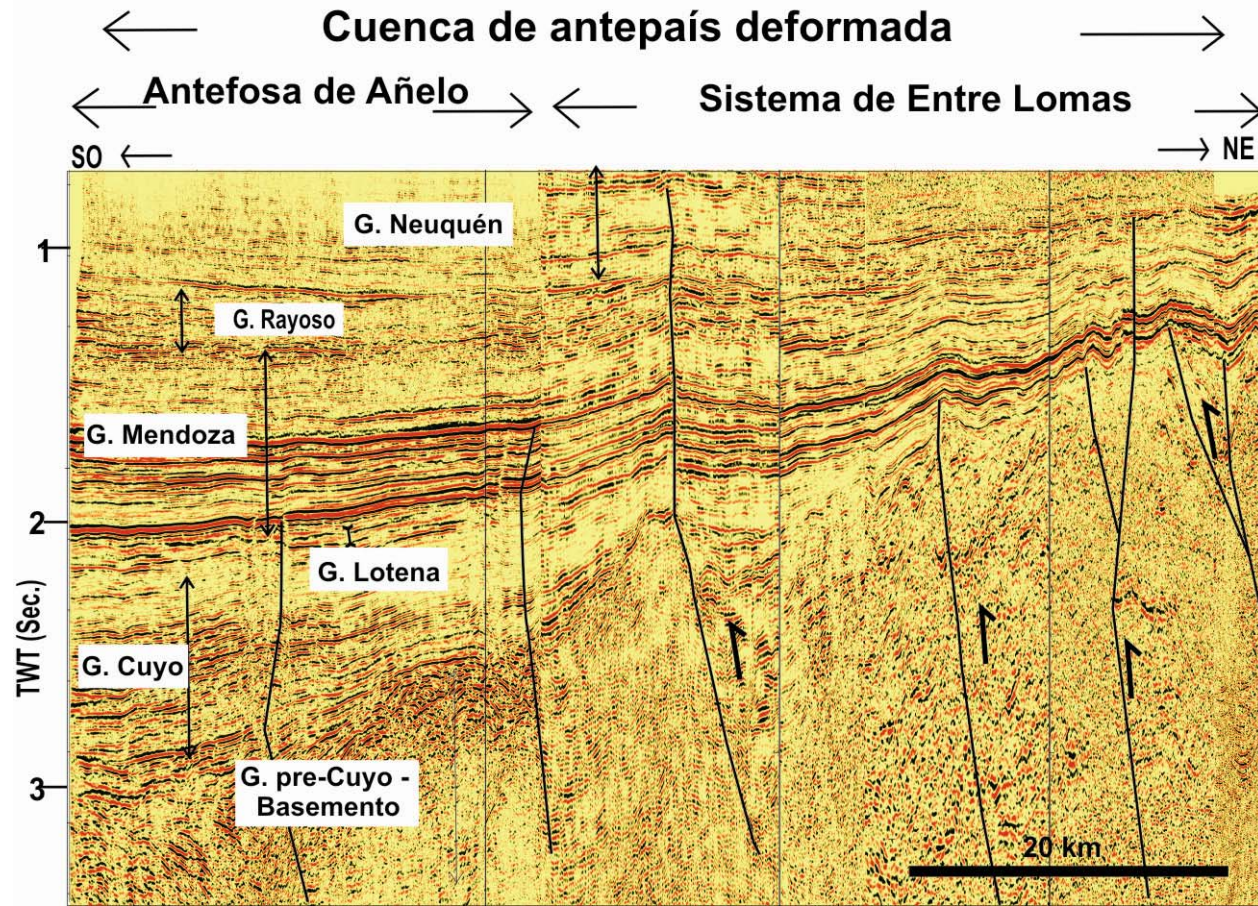 Cuenca de antepaís deformada
Antefosa de Añelo
Sistema de Entre Lomas
SO
NE
G. Neuquén
1
G. Rayoso
G. Mendoza
2
G. Lotena
TWT (Sec.)
G. Cuyo
G. pre-Cuyo -
Basemento
3
20 km